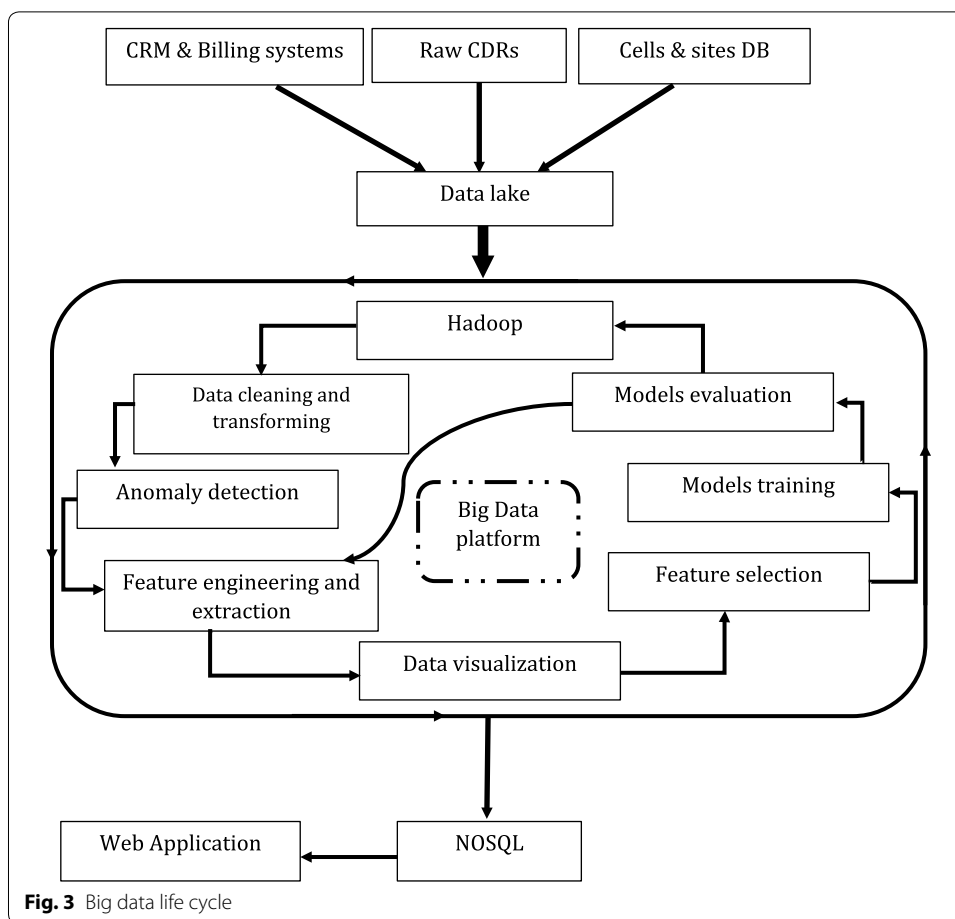 CRM & Billing systems
Raw CDRs
Cells & sites DB
Data lake
Hadoop
Data cleaning and
transforming
Models evaluation
Anomaly detection
Models training
Big Data
platform
Feature engineering and
extraction
Feature selection
Data visualization
Web Application
NOSQL
Fig. 3 Big data life cycle